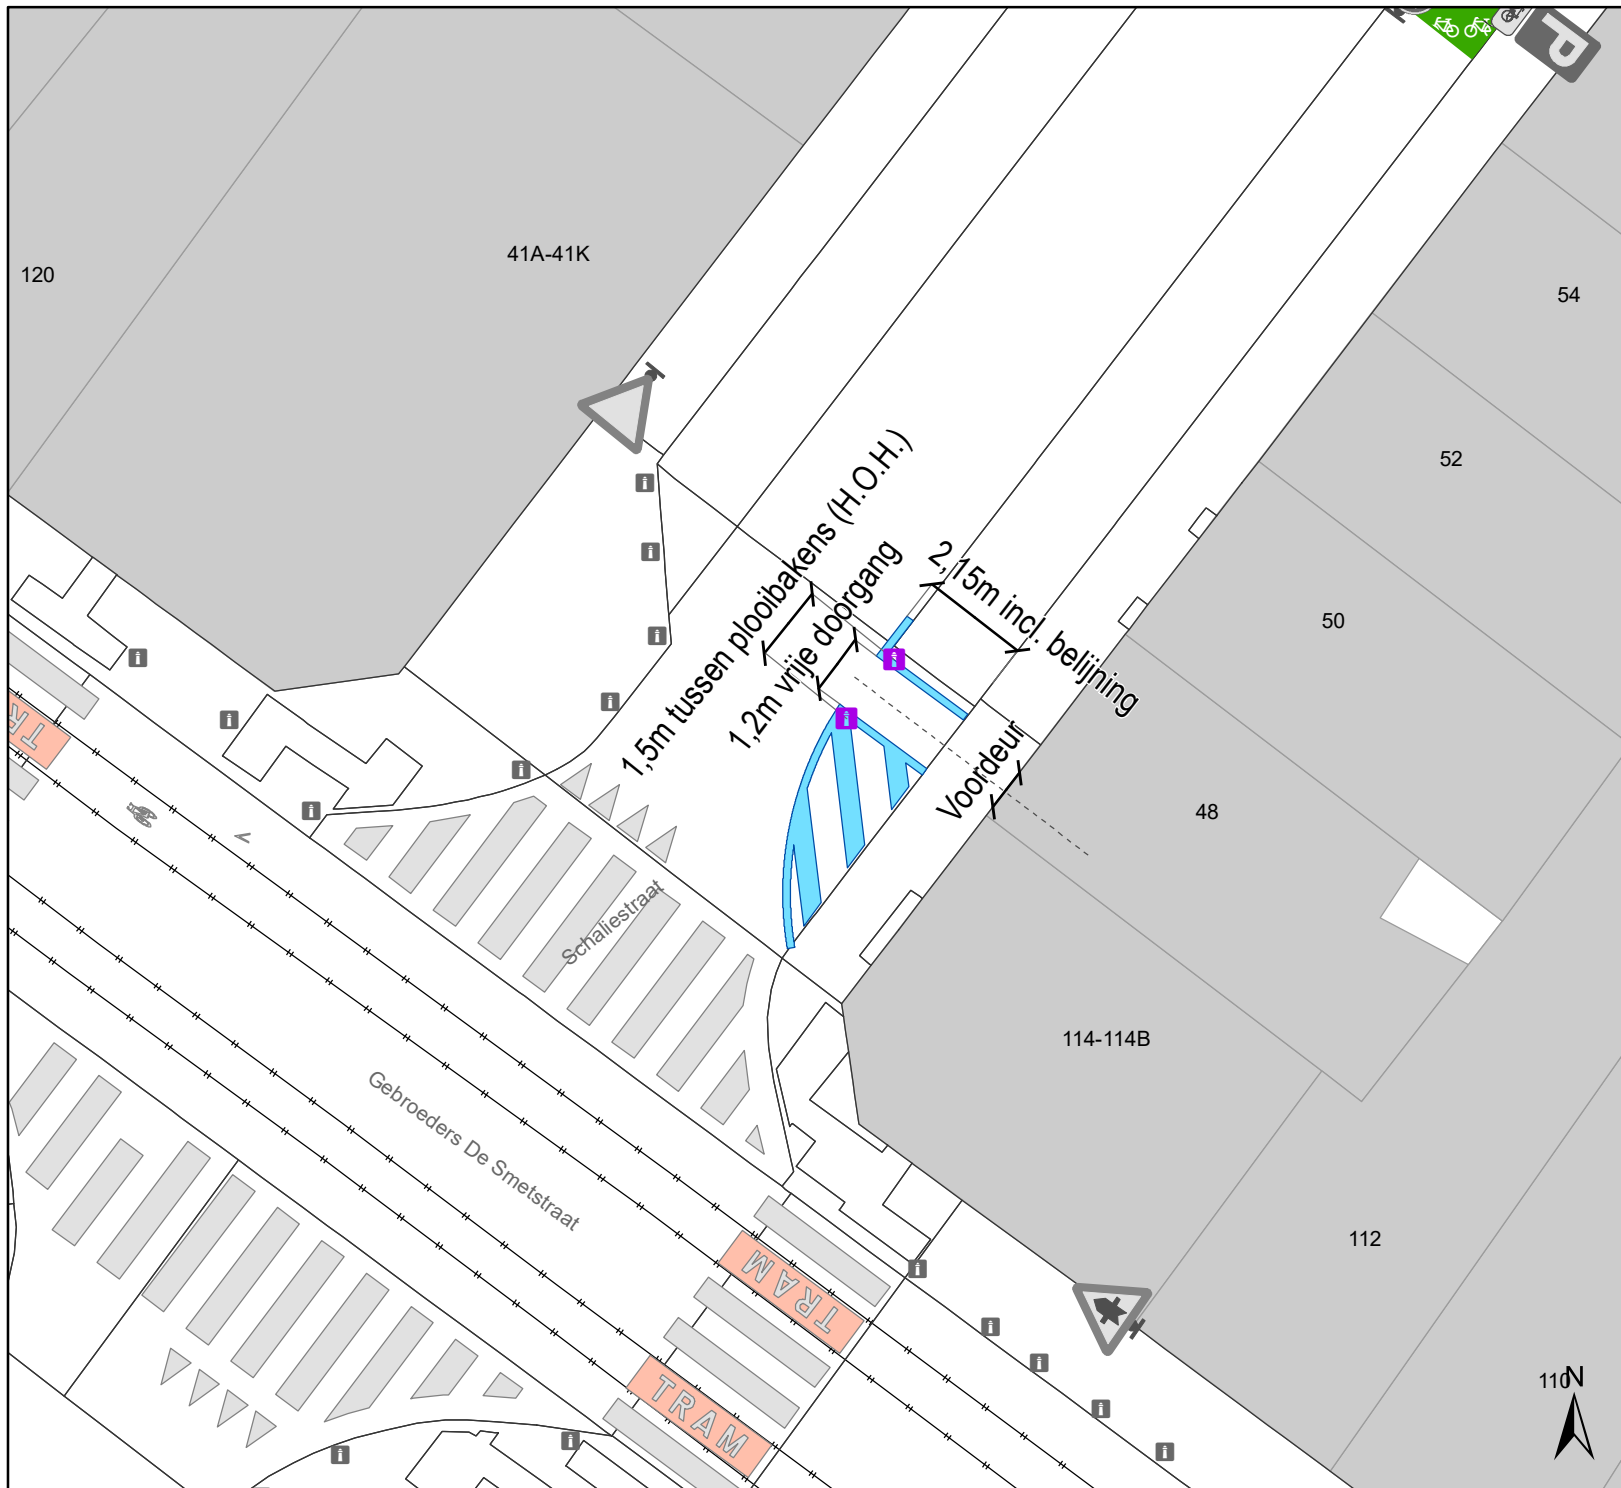 P
41A-41K
120
54
52
50
48
1,5m tussen plooibakens (H.O.H.)
1,2m vrije doorgang
2,15m incl. belijning
Voordeur
TR
Schaliestraat
Gebroeders De Smetstraat
114-114B
112
110
TRAM
TRAM
N